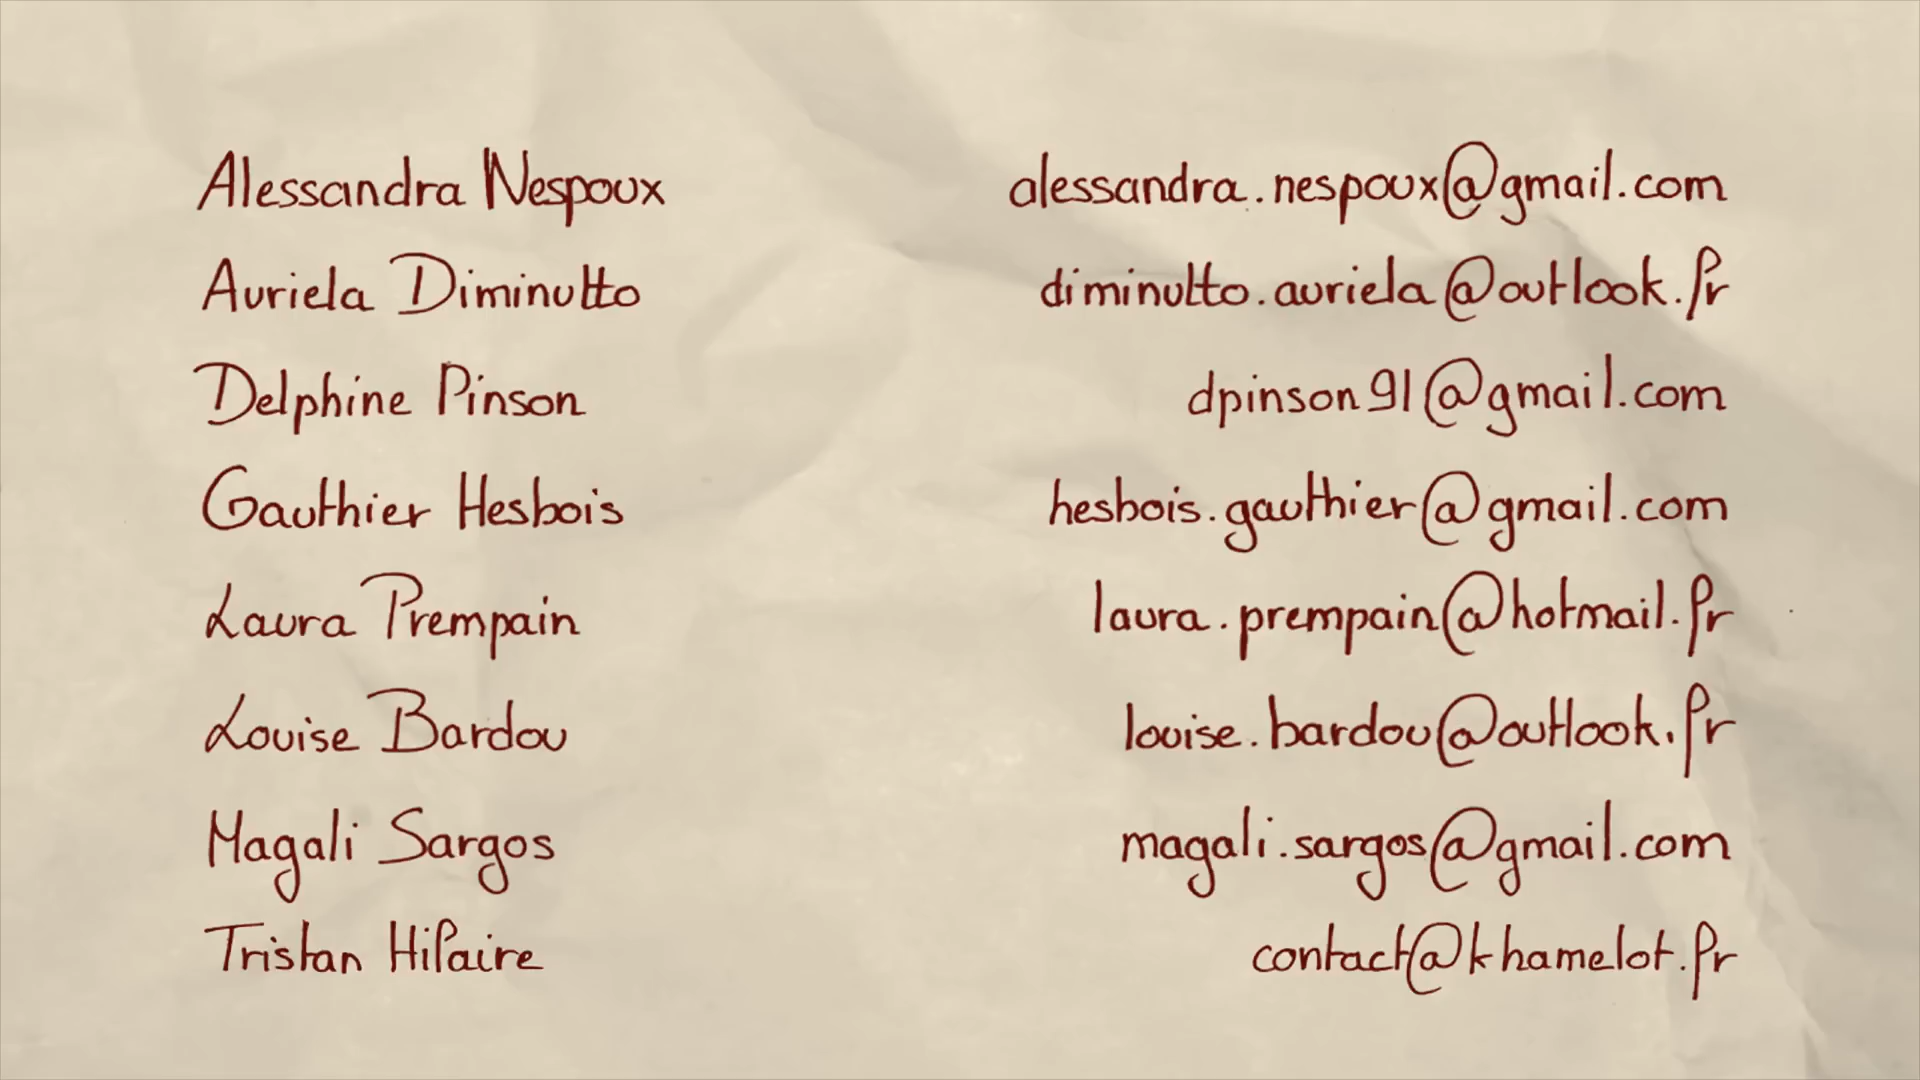 Alessandra Nespoux alessandra.nespoux@gmail.com
Auriela Diminutto diminutto.auriela@outlook.fr
Delphine Pinson dpinson91@gmail.com
Gauthier Hesbois hesbois.gauthier@gmail.com
Laura Prempain laura.prempain@hotmail.fr
Louise Bardou louise.bardou@outlook.fr
Magali Sargos magali.sargos@gmail.com
Tristan Hilaire contact@khamelot.fr